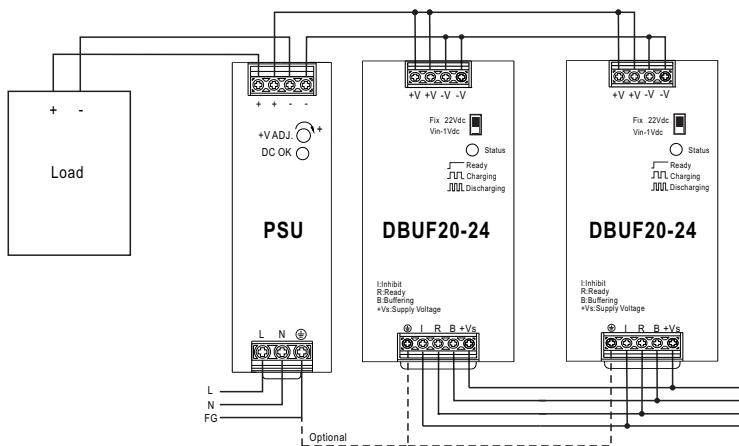 + -
Load
+ + - -
+V ADJ. +
DC OK
PSU
L N
L
N
FG
Optional
+V +V -V -V
Fix 22Vdc
Vin-1Vdc
Status
Ready
Charging
Discharging
DBUF20-24
I:Inhibit
R:Ready
B:Buffering
+Vs:Supply Voltage
I R B +Vs
+V +V -V -V
Fix 22Vdc
Vin-1Vdc
Status
Ready
Charging
Discharging
DBUF20-24
I:Inhibit
R:Ready
B:Buffering
+Vs:Supply Voltage
I R B +Vs